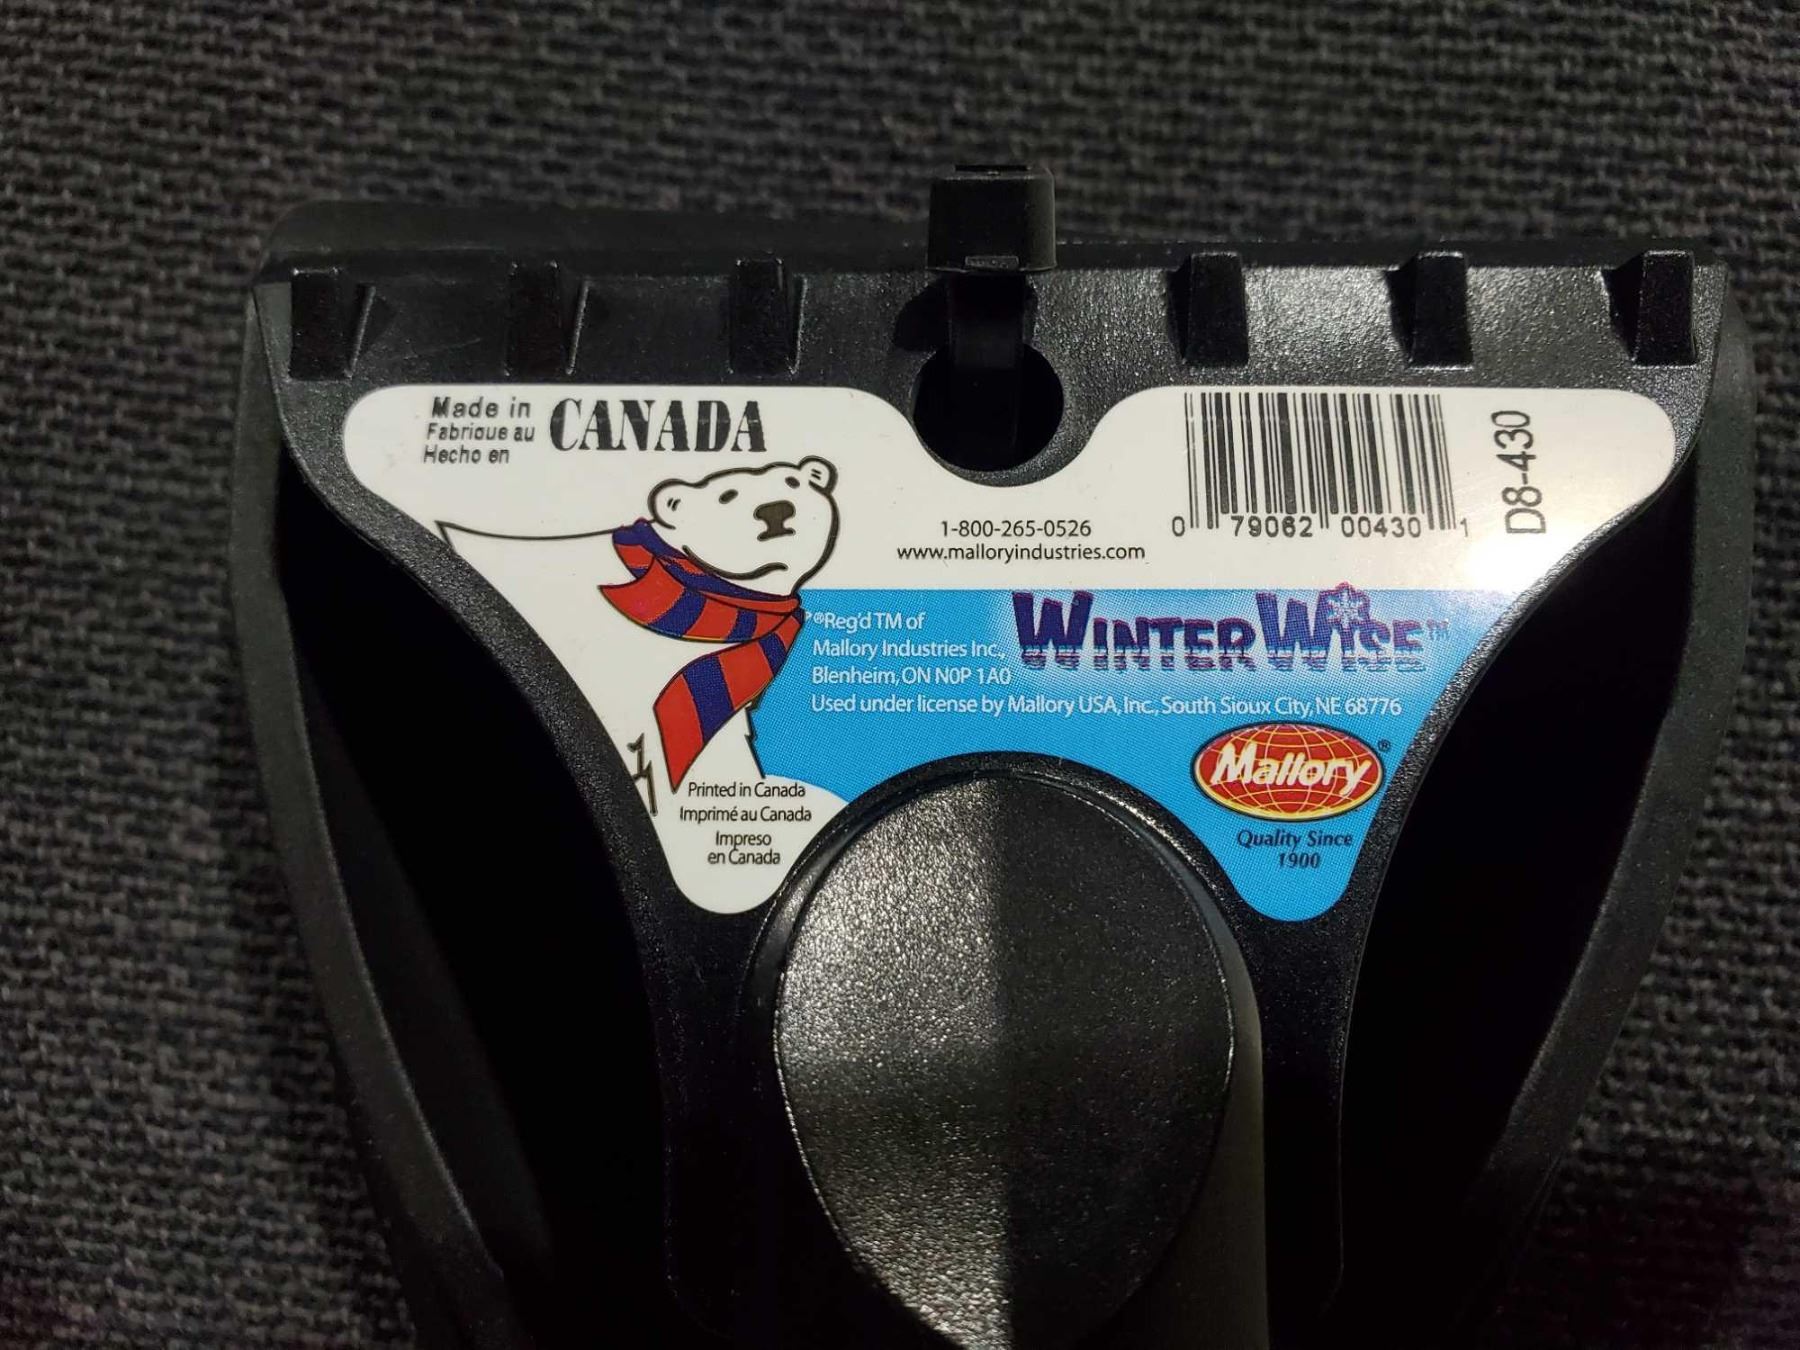 Made in
Fabrique au
Hecho en
CANADA
1-800-265-0526
www.malloryindustries.com
0 79062 00430 1
D8-430
®Reg'd TM of
Mallory Industries Inc.,
Blenheim, ON N0P 1A0
Used under license by Mallory USA, Inc., South Sioux City, NE 68776
WINTER WISE™
Mallory®
Quality Since
1900
Printed in Canada
Imprimé au Canada
Impreso
en Canada